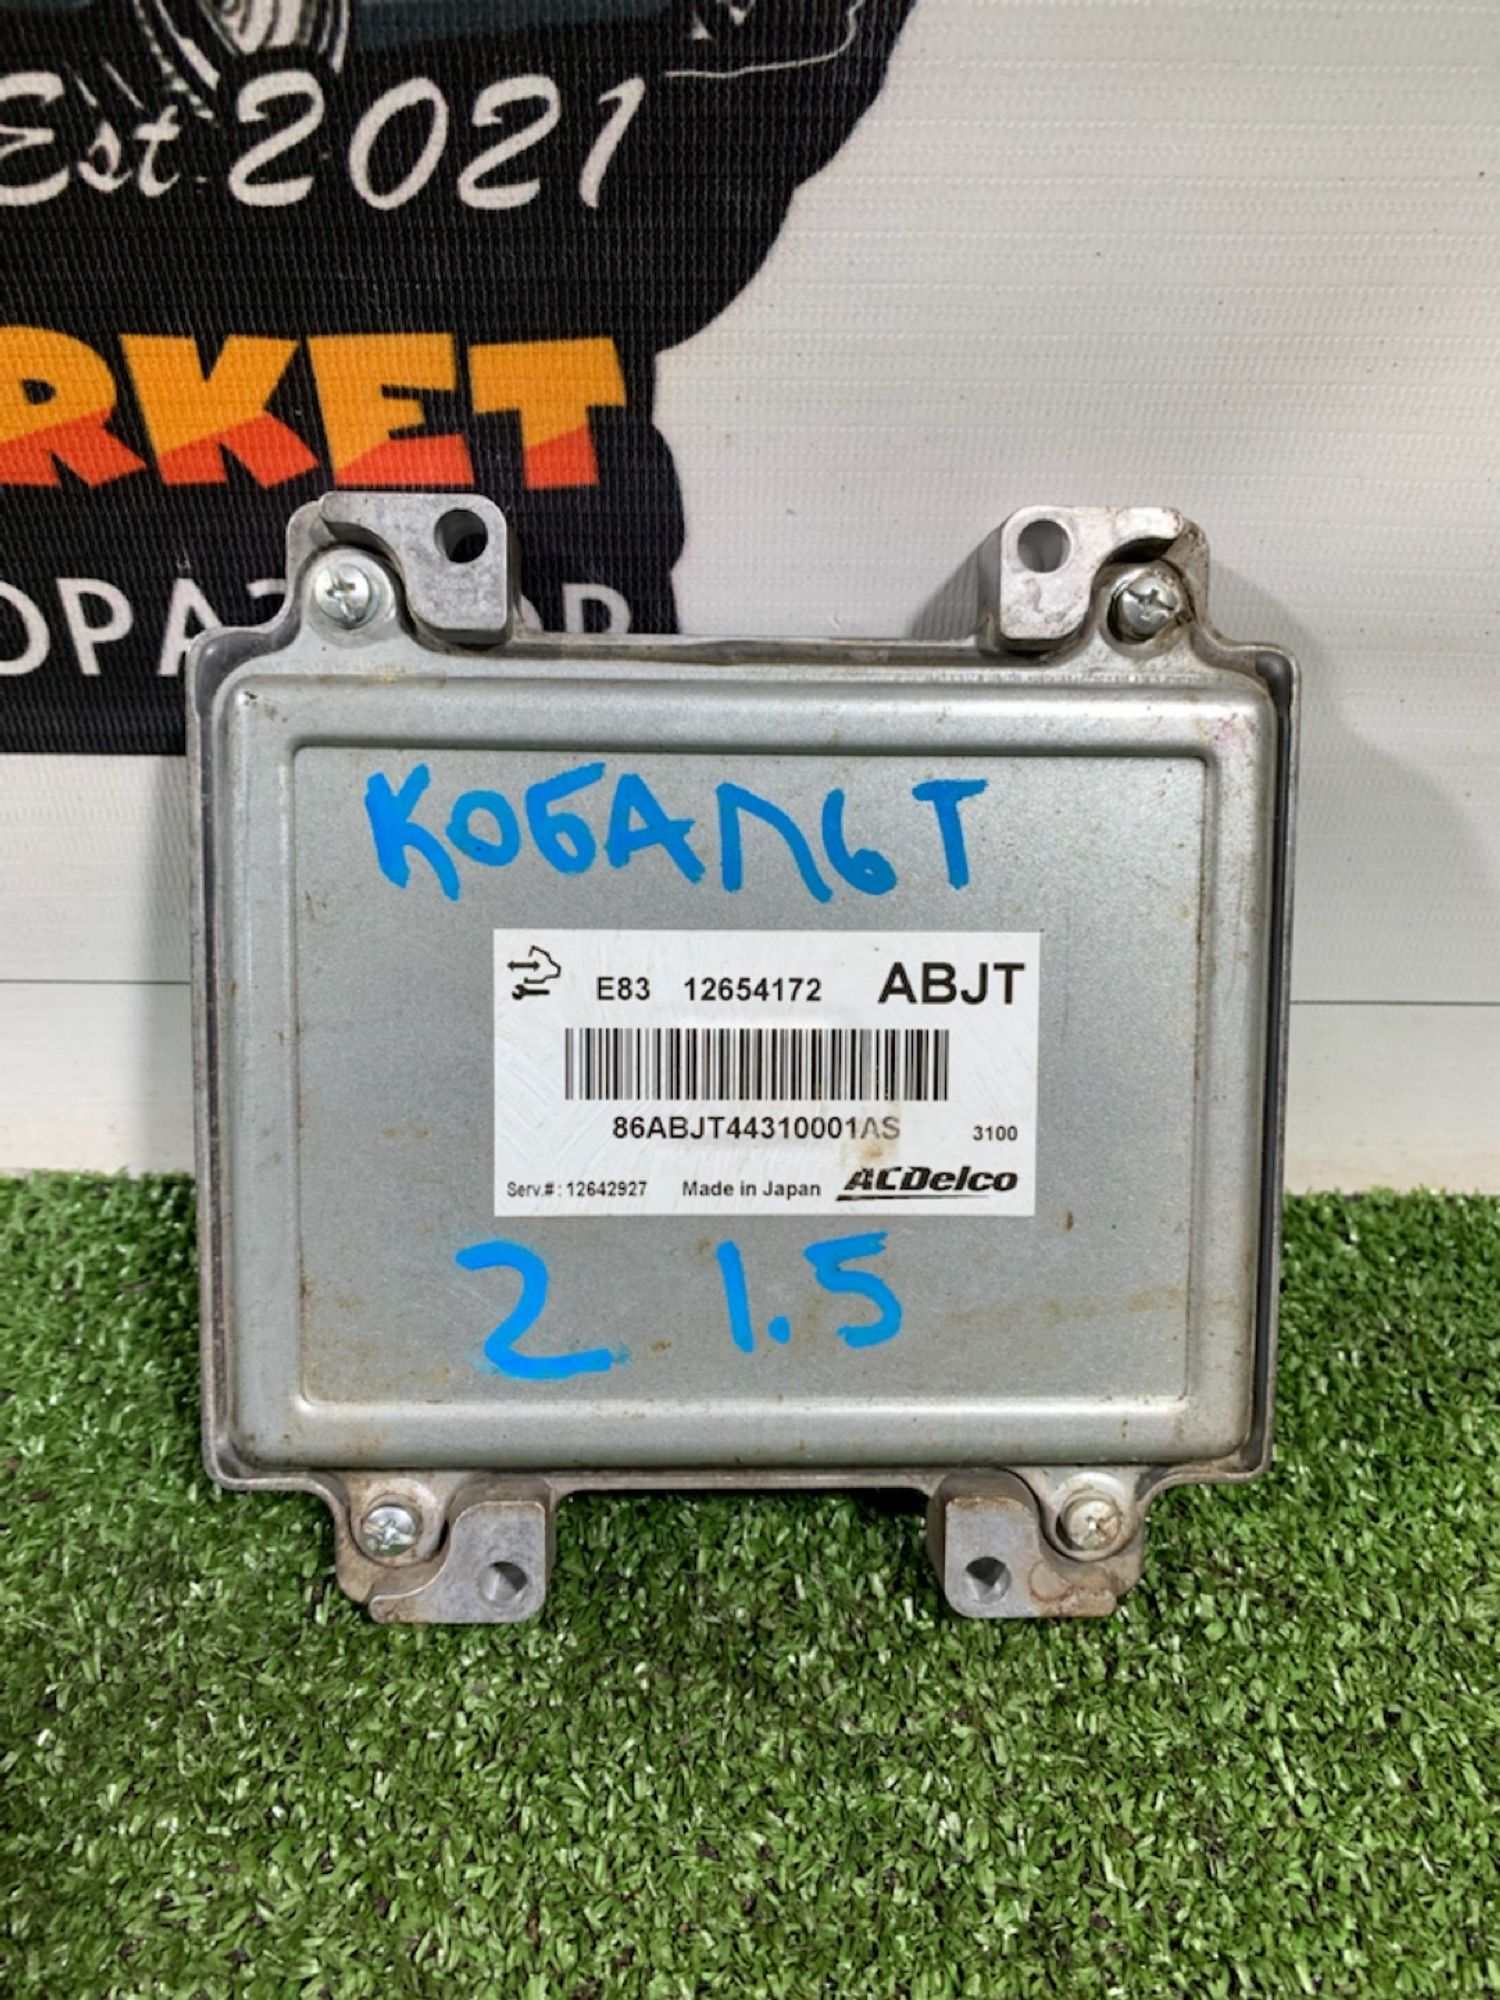 Est. 2021
RKET
КОБАЛЬТ
E83 12654172 ABJT
86ABJT44310001AS 3100
Serv.#: 12642927 Made in Japan ACDelco
2 1.5